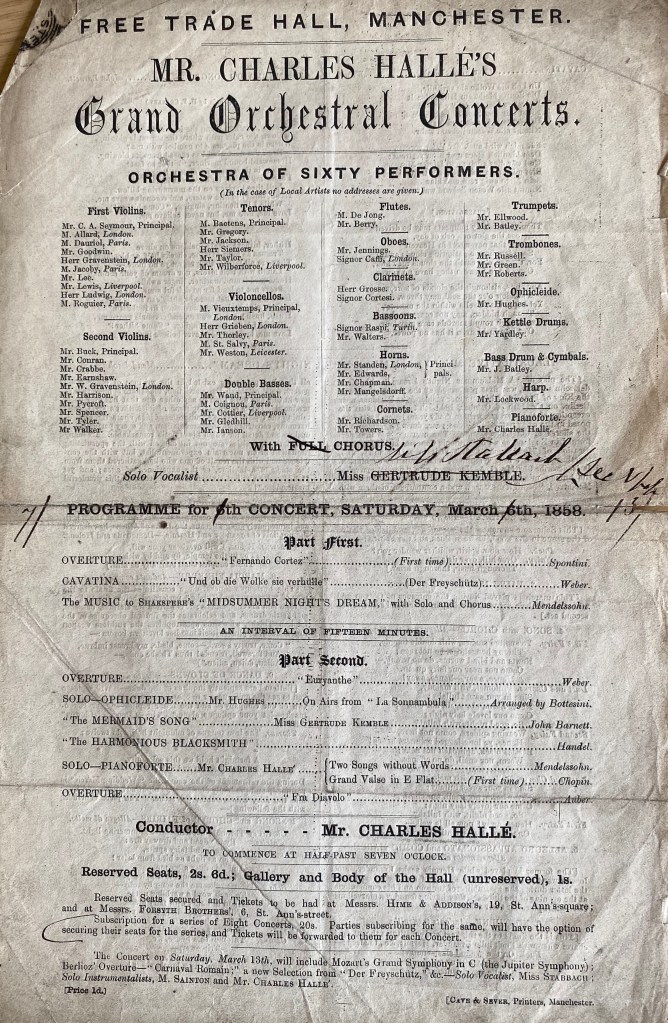 FREE TRADE HALL, MANCHESTER.
MR. CHARLES HALLÉ'S
Grand Orchestral Concerts.
ORCHESTRA OF SIXTY PERFORMERS.
(In the case of Local Artists no addresses are given.)
First Violins.
Mr. C. A. Seymour, Principal.
M. Allard, London.
M. Dauriol, Paris.
Mr. Goodwin.
Herr Gravenstein, London.
M. Jacoby, Paris.
Mr. Lee.
Mr. Lewis, Liverpool.
Herr Ludwig, London.
M. Roguier, Paris.
Second Violins.
Mr. Buck, Principal.
Mr. Conran.
Mr. Crabbe.
Mr. Earnshaw.
Mr. W. Gravenstein, London.
Mr. Harrison.
Mr. Pycroft.
Mr. Spencer.
Mr. Tyler.
Mr Walker.
Tenors.
M. Baetens, Principal.
Mr. Gregory.
Mr. Jackson.
Herr Siemers.
Mr. Taylor.
Mr. Wilberforce, Liverpool.
Violoncellos.
M. Vieuxtemps, Principal,
London.
Herr Grieben, London.
Mr. Thorley.
M. St. Salvy, Paris.
Mr. Weston, Leicester.
Double Basses.
Mr. Waud, Principal.
M. Coignou, Paris.
Mr. Cottier, Liverpool.
Mr. Gledhill.
Mr. Ianson.
Flutes.
M. De Jong.
Mr. Berry.
Oboes.
Mr. Jennings.
Signor Caffi, London.
Clarinets.
Herr Grosse.
Signor Cortesi.
Bassoons.
Signor Raspi, Turin.
Mr. Walters.
Horns.
Mr. Standen, London, } Princi-
Mr. Edwards, pals.
Mr. Chapman.
Mr. Mangelsdorff.
Cornets.
Mr. Richardson.
Mr. Towers.
Trumpets.
Mr. Ellwood.
Mr. Batley.
Trombones.
Mr. Russell.
Mr. Green.
Mr. Roberts.
Ophicleide.
Mr. Hughes.
Kettle Drums.
Mr. Yardley.
Bass Drum & Cymbals.
Mr. J. Batley.
Harp.
Mr. Lockwood.
Pianoforte.
Mr. Charles Hallé.
With FULL CHORUS.
Solo Vocalist.....................Miss GERTRUDE KEMBLE.
7/ PROGRAMME for 6th CONCERT, SATURDAY, March 6th, 1858. 13/
Part First.
OVERTURE............"Fernando Cortez"............(First time)............Spontini.
CAVATINA............"Und ob die Wolke sie verhülle"............(Der Freyschütz)............Weber.
The MUSIC to SHAKSPERE'S "MIDSUMMER NIGHT'S DREAM," with Solo and Chorus.........Mendelssohn.
AN INTERVAL OF FIFTEEN MINUTES.
Part Second.
OVERTURE............"Euryanthe"............Weber.
SOLO—OPHICLEIDE.......MR. HUGHES.........On Airs from "La Sonnambula"............Arranged by Bottesini.
"The MERMAID'S SONG"............MISS GERTRUDE KEMBLE............John Barnett.
"The HARMONIOUS BLACKSMITH"............Handel.
SOLO—PIANOFORTE......MR. CHARLES HALLÉ......{Two Songs without Words............Mendelssohn.
Grand Valse in E Flat......(First time)......Chopin.
OVERTURE............"Fra Diavolo"............Auber.
Conductor - - - - - Mr. CHARLES HALLÉ.
TO COMMENCE AT HALF-PAST SEVEN O'CLOCK.
Reserved Seats, 2s. 6d.; Gallery and Body of the Hall (unreserved), 1s.
Reserved Seats secured and Tickets to be had at Messrs. HIME & ADDISON'S, 19, St. Ann's-square;
and at Messrs. FORSYTH BROTHERS', 6, St. Ann's-street.
Subscription for a series of Eight Concerts, 20s. Parties subscribing for the same, will have the option of
securing their seats for the series, and Tickets will be forwarded to them for each Concert.
The Concert on Saturday, March 13th, will include Mozart's Grand Symphony in C (the Jupiter Symphony);
Berlioz' Overture—"Carnaval Romain;" a new Selection from "Der Freyschütz," &c.—Solo Vocalist, MISS STABBACH;
Solo Instrumentalists, M. SAINTON and MR. CHARLES HALLÉ.
[Price 1d.]
[CAVE & SEVER, Printers, Manchester.